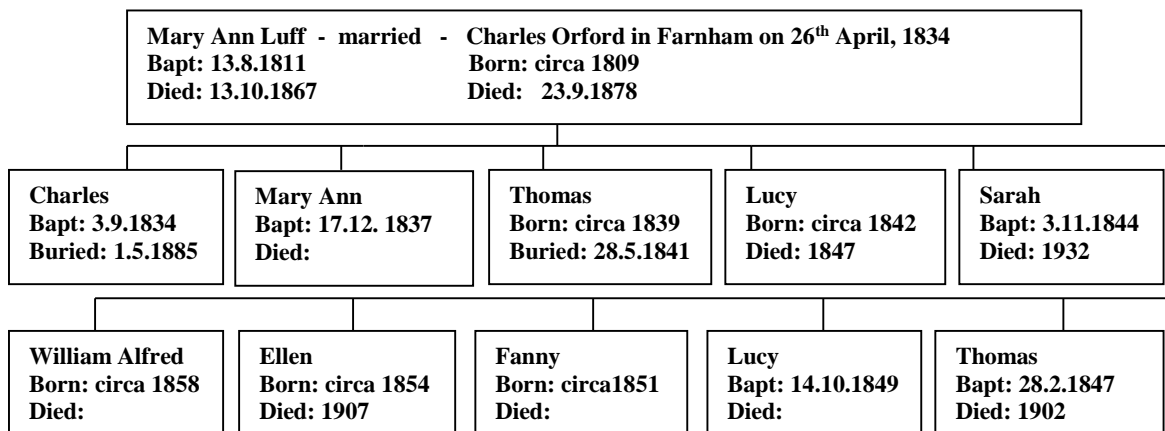 Mary Ann Luff - married - Charles Orford in Farnham on 26th April, 1834
Bapt: 13.8.1811 Born: circa 1809
Died: 13.10.1867 Died: 23.9.1878
Charles
Bapt: 3.9.1834
Buried: 1.5.1885
Mary Ann
Bapt: 17.12. 1837
Died:
Thomas
Born: circa 1839
Buried: 28.5.1841
Lucy
Born: circa 1842
Died: 1847
Sarah
Bapt: 3.11.1844
Died: 1932
William Alfred
Born: circa 1858
Died:
Ellen
Born: circa 1854
Died: 1907
Fanny
Born: circa1851
Died:
Lucy
Bapt: 14.10.1849
Died:
Thomas
Bapt: 28.2.1847
Died: 1902